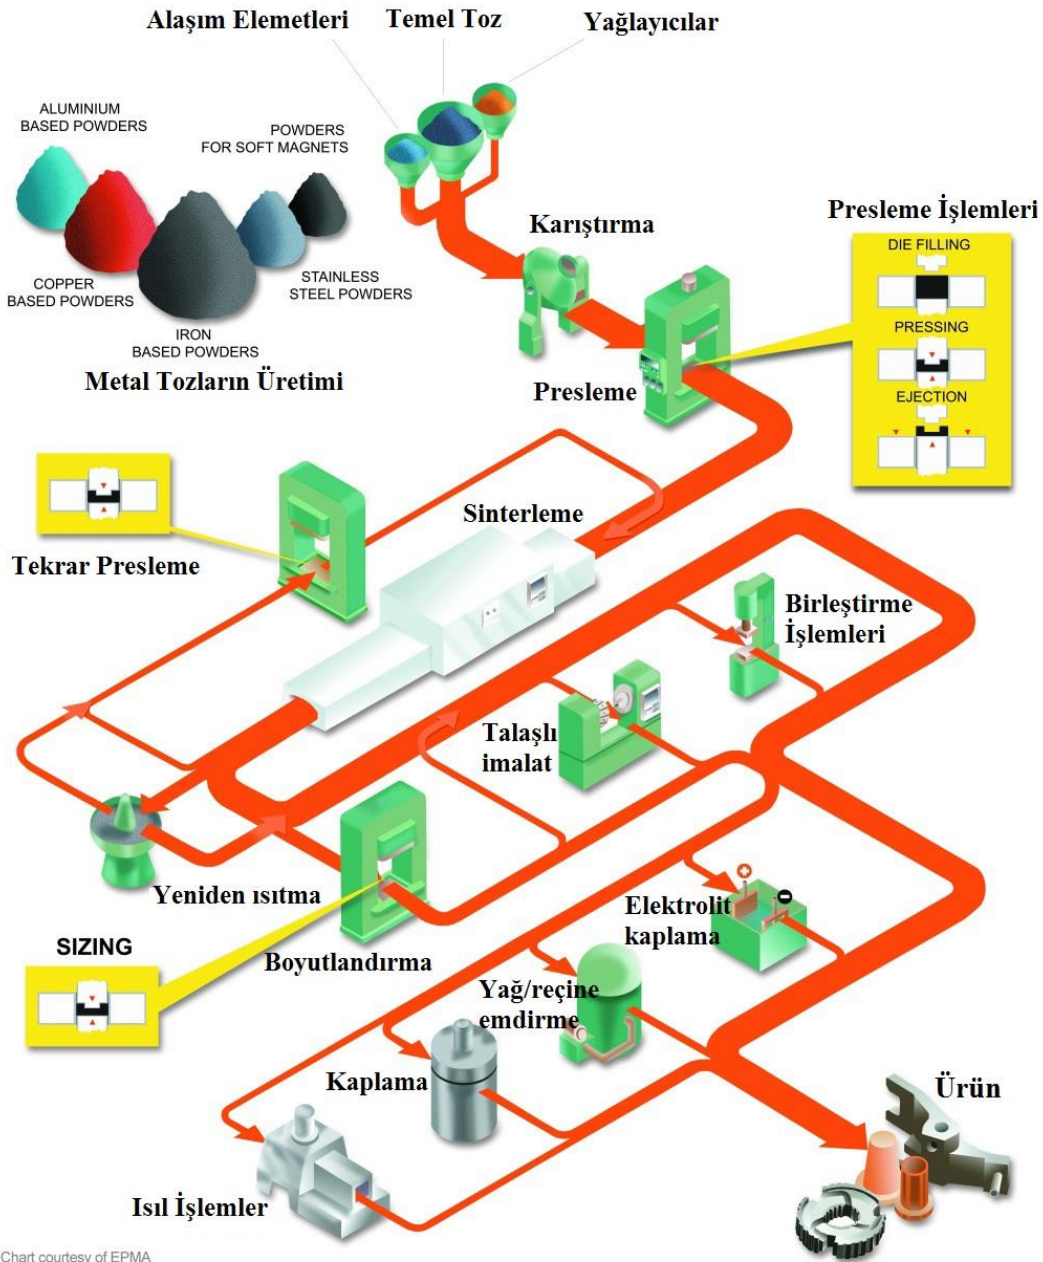 Alaşım Elemetleri
Temel Toz
Yağlayıcılar
ALUMINIUM
BASED POWDERS
POWDERS
FOR SOFT MAGNETS
COPPER
BASED POWDERS
STAINLESS
STEEL POWDERS
IRON
BASED POWDERS
Metal Tozların Üretimi
Karıştırma
Presleme İşlemleri
DIE FILLING
PRESSING
EJECTION
Presleme
Tekrar Presleme
Sinterleme
Birleştirme
İşlemleri
Talaşlı
imalat
Yeniden ısıtma
SIZING
Boyutlandırma
Elektrolit
kaplama
Yağ/reçine
emdirme
Kaplama
Ürün
Isıl İşlemler
Chart courtesy of EPMA